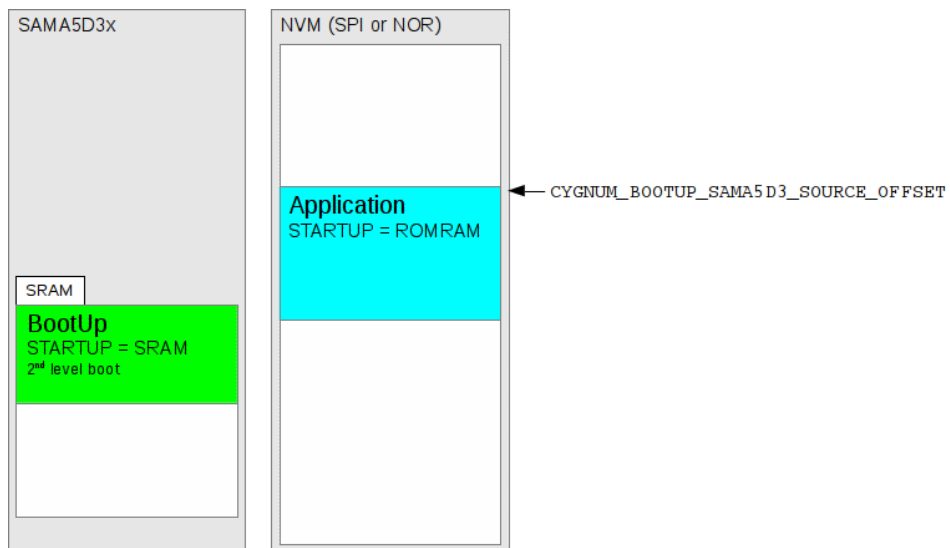 SAMA5D3x
NVM (SPI or NOR)
CYGNUM_BOOTUP_SAMA5D3_SOURCE_OFFSET
Application
STARTUP = ROMRAM
SRAM
BootUp
STARTUP = SRAM
2nd level boot